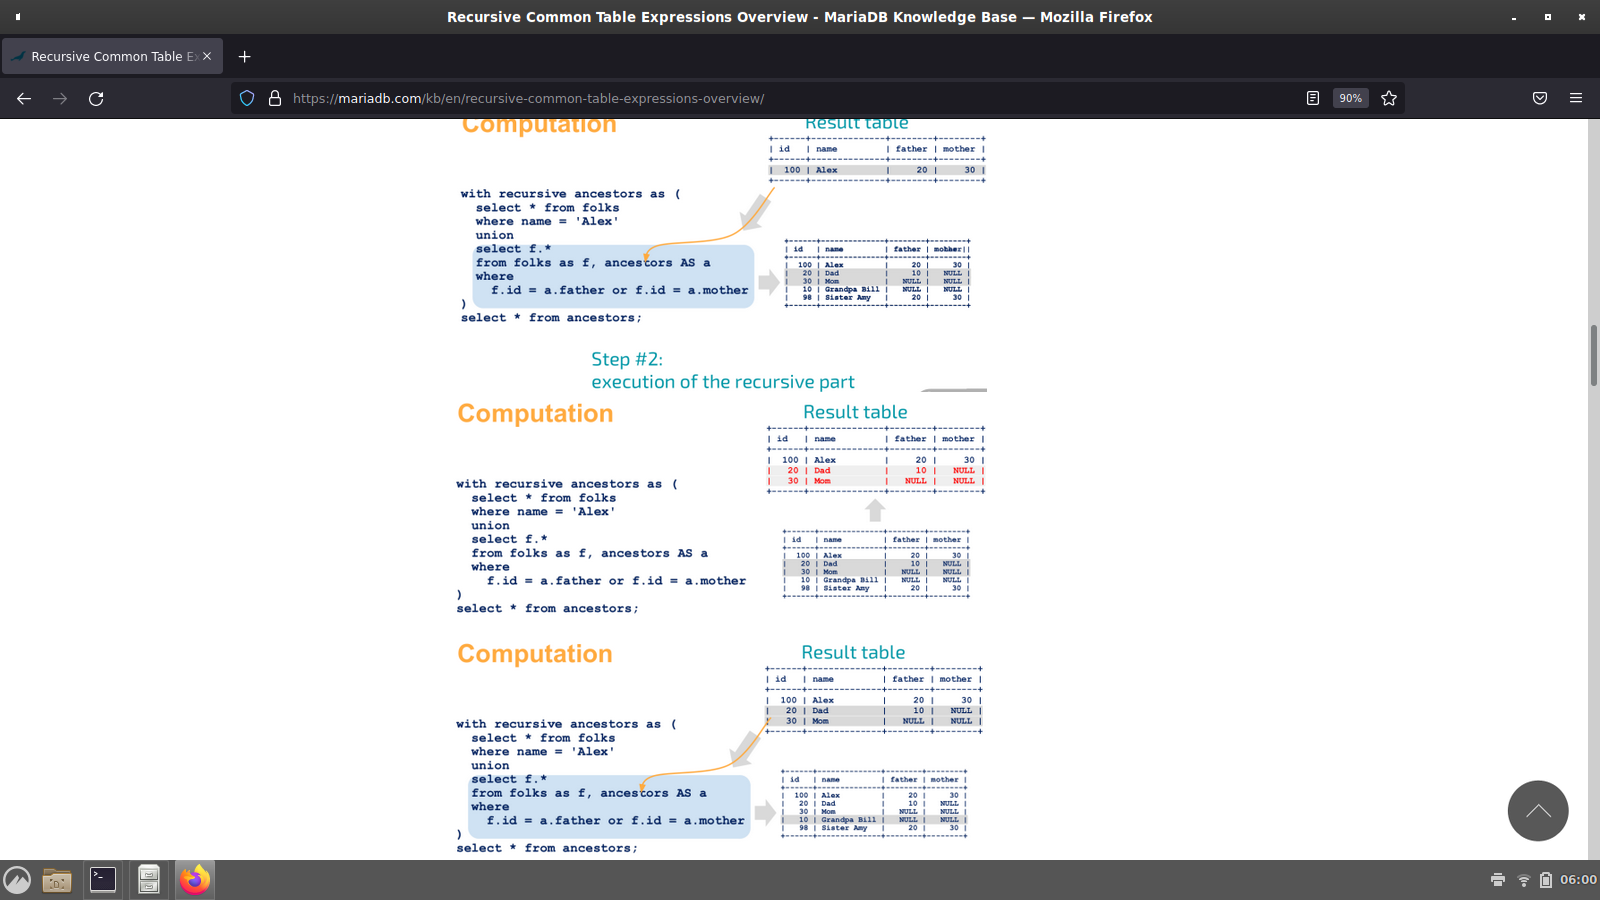 Recursive Common Table Expressions Overview - MariaDB Knowledge Base — Mozilla Firefox
Recursive Common Table Ex
https://mariadb.com/kb/en/recursive-common-table-expressions-overview/
90%
Computation
Result table
| id | name | father | mother |
| 100 | Alex | 20 | 30 |
with recursive ancestors as (
select * from folks
where name = 'Alex'
union
select f.*
from folks as f, ancestors AS a
where
f.id = a.father or f.id = a.mother
)
select * from ancestors;
| id | name | father | mother |
| 100 | Alex | 20 | 30 |
| 20 | Dad | 10 | NULL |
| 30 | Mom | NULL | NULL |
| 10 | Grandpa Bill | NULL | NULL |
| 98 | Sister Amy | 20 | 30 |
Step #2:
execution of the recursive part
Computation
Result table
| id | name | father | mother |
| 100 | Alex | 20 | 30 |
| 20 | Dad | 10 | NULL |
| 30 | Mom | NULL | NULL |
with recursive ancestors as (
select * from folks
where name = 'Alex'
union
select f.*
from folks as f, ancestors AS a
where
f.id = a.father or f.id = a.mother
)
select * from ancestors;
| id | name | father | mother |
| 100 | Alex | 20 | 30 |
| 20 | Dad | 10 | NULL |
| 30 | Mom | NULL | NULL |
| 10 | Grandpa Bill | NULL | NULL |
| 98 | Sister Amy | 20 | 30 |
Computation
Result table
| id | name | father | mother |
| 100 | Alex | 20 | 30 |
| 20 | Dad | 10 | NULL |
| 30 | Mom | NULL | NULL |
with recursive ancestors as (
select * from folks
where name = 'Alex'
union
select f.*
from folks as f, ancestors AS a
where
f.id = a.father or f.id = a.mother
)
select * from ancestors;
| id | name | father | mother |
| 100 | Alex | 20 | 30 |
| 20 | Dad | 10 | NULL |
| 30 | Mom | NULL | NULL |
| 10 | Grandpa Bill | NULL | NULL |
| 98 | Sister Amy | 20 | 30 |
06:00